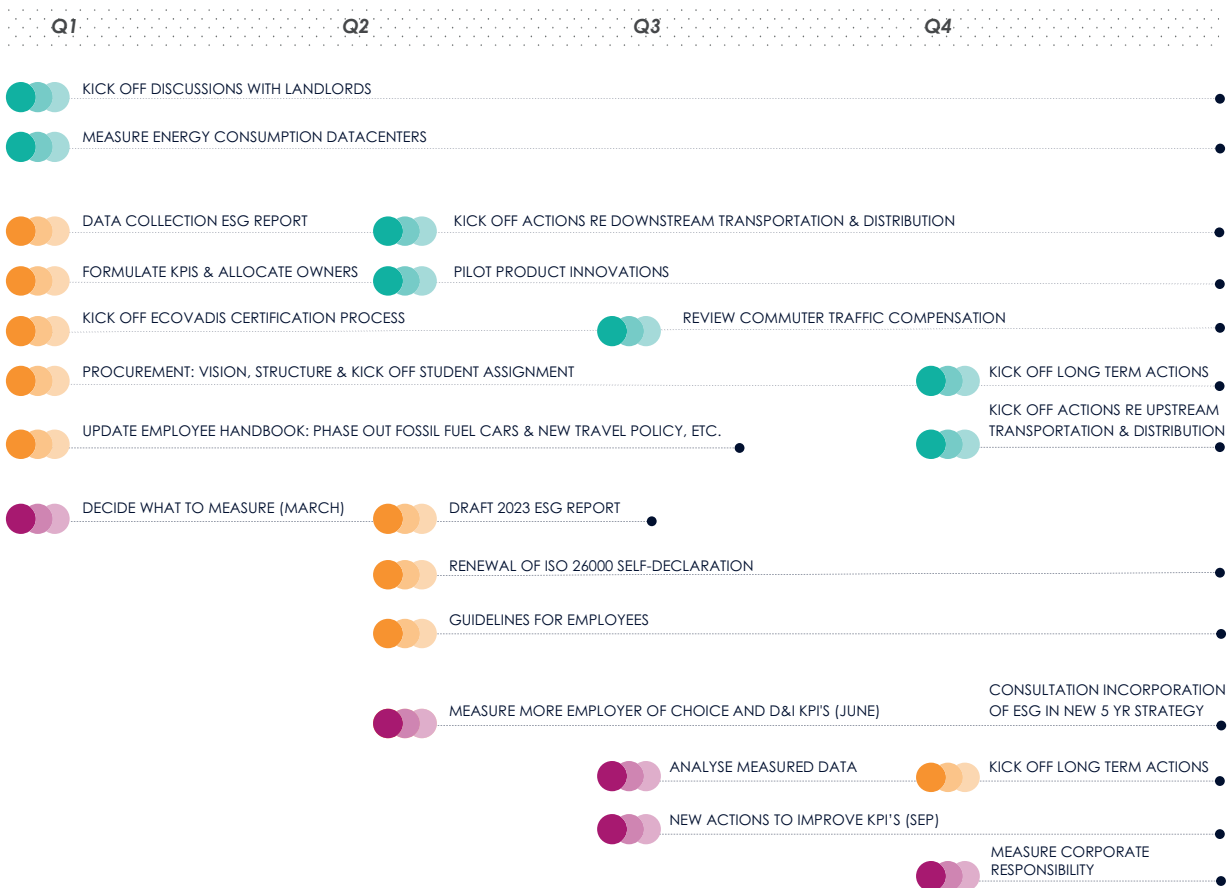 Q1 Q2 Q3 Q4
KICK OFF DISCUSSIONS WITH LANDLORDS
MEASURE ENERGY CONSUMPTION DATACENTERS
DATA COLLECTION ESG REPORT
KICK OFF ACTIONS RE DOWNSTREAM TRANSPORTATION & DISTRIBUTION
FORMULATE KPIS & ALLOCATE OWNERS
PILOT PRODUCT INNOVATIONS
KICK OFF ECOVADIS CERTIFICATION PROCESS
REVIEW COMMUTER TRAFFIC COMPENSATION
PROCUREMENT: VISION, STRUCTURE & KICK OFF STUDENT ASSIGNMENT
KICK OFF LONG TERM ACTIONS
UPDATE EMPLOYEE HANDBOOK: PHASE OUT FOSSIL FUEL CARS & NEW TRAVEL POLICY, ETC.
KICK OFF ACTIONS RE UPSTREAM
TRANSPORTATION & DISTRIBUTION
DECIDE WHAT TO MEASURE (MARCH)
DRAFT 2023 ESG REPORT
RENEWAL OF ISO 26000 SELF-DECLARATION
GUIDELINES FOR EMPLOYEES
MEASURE MORE EMPLOYER OF CHOICE AND D&I KPI'S (JUNE)
CONSULTATION INCORPORATION
OF ESG IN NEW 5 YR STRATEGY
ANALYSE MEASURED DATA
KICK OFF LONG TERM ACTIONS
NEW ACTIONS TO IMPROVE KPI’S (SEP)
MEASURE CORPORATE
RESPONSIBILITY